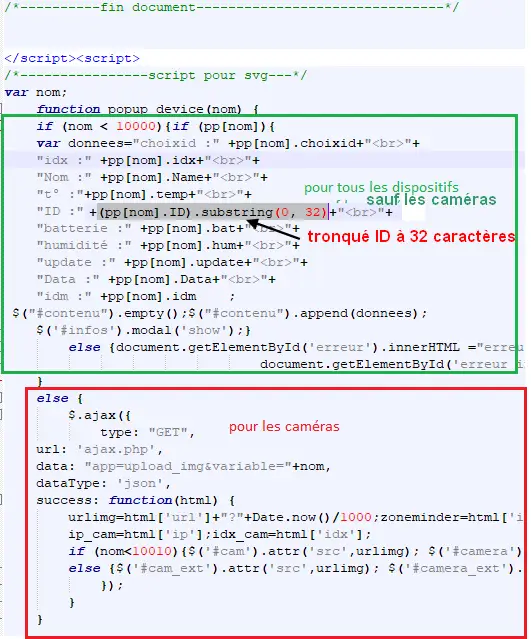 /*----------fin document-------------------------------*/
</script><script>
/*----------------script pour svg---*/
var nom;
function popup_device(nom) {
if (nom < 10000){if (pp[nom]){
var donnees="choixid :" +pp[nom].choixid+"<br>"+
"idx :" +pp[nom].idx+"<br>"+
"Nom :" +pp[nom].Name+"<br>"+
"t° :"+pp[nom].temp+"<br>"+ pour tous les dispositifs
sauf les caméras
"ID :" +(pp[nom].ID).substring(0, 32)+"<br>"+
"batterie :" +pp[nom].bat+"<br>"+
tronqué ID à 32 caractères
"humidité :" +pp[nom].hum+"<br>"+
"update :" +pp[nom].update+"<br>"+
"Data :" +pp[nom].Data+"<br>"+
"idm :" +pp[nom].idm ;
$("#contenu").empty();$("#contenu").append(donnees);
$('#infos').modal('show');}
else {document.getElementById('erreur').innerHTML ="erreu
document.getElementById('erreur i
}
else {
$.ajax({ pour les caméras
type: "GET",
url: 'ajax.php',
data: "app=upload_img&variable="+nom,
dataType: 'json',
success: function(html) {
urlimg=html['url']+"?"+Date.now()/1000;zoneminder=html['i
ip_cam=html['ip'];idx_cam=html['idx'];
if (nom<10010){$('#cam').attr('src',urlimg); $('#camera')
else {$('#cam_ext').attr('src',urlimg); $('#camera_ext').
});
}
}